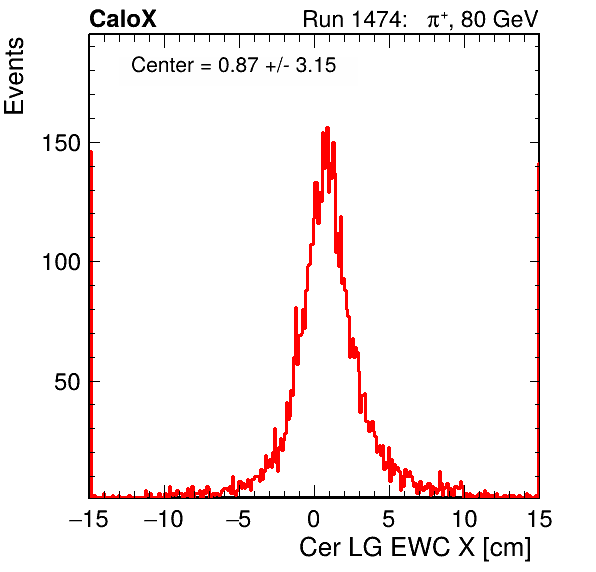 CaloX
Run 1474: π⁺, 80 GeV
Events
Center = 0.87 +/- 3.15
150
100
50
−15 −10 −5 0 5 10 15
Cer LG EWC X [cm]